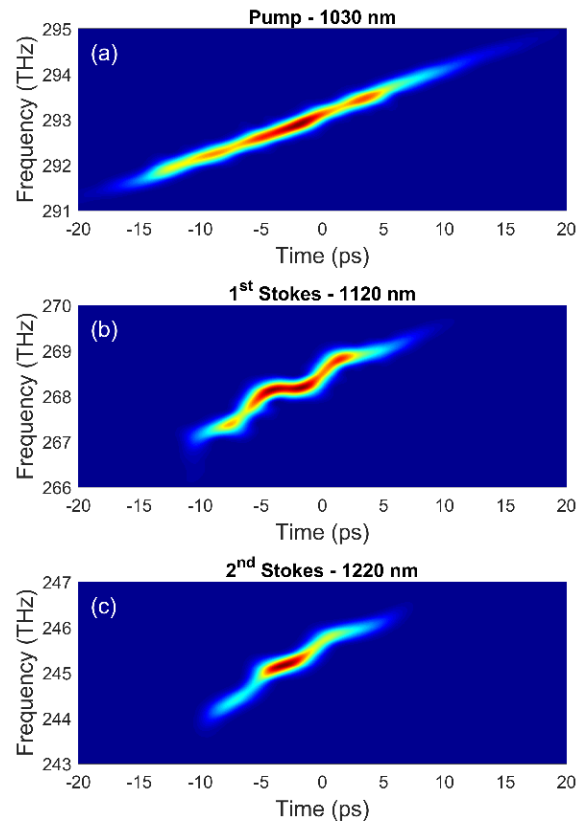 Pump - 1030 nm
(a)
Frequency (THz)
295
294
293
292
291
-20 -15 -10 -5 0 5 10 15 20
Time (ps)
1st Stokes - 1120 nm
(b)
Frequency (THz)
270
269
268
267
266
-20 -15 -10 -5 0 5 10 15 20
Time (ps)
2nd Stokes - 1220 nm
(c)
Frequency (THz)
247
246
245
244
243
-20 -15 -10 -5 0 5 10 15 20
Time (ps)